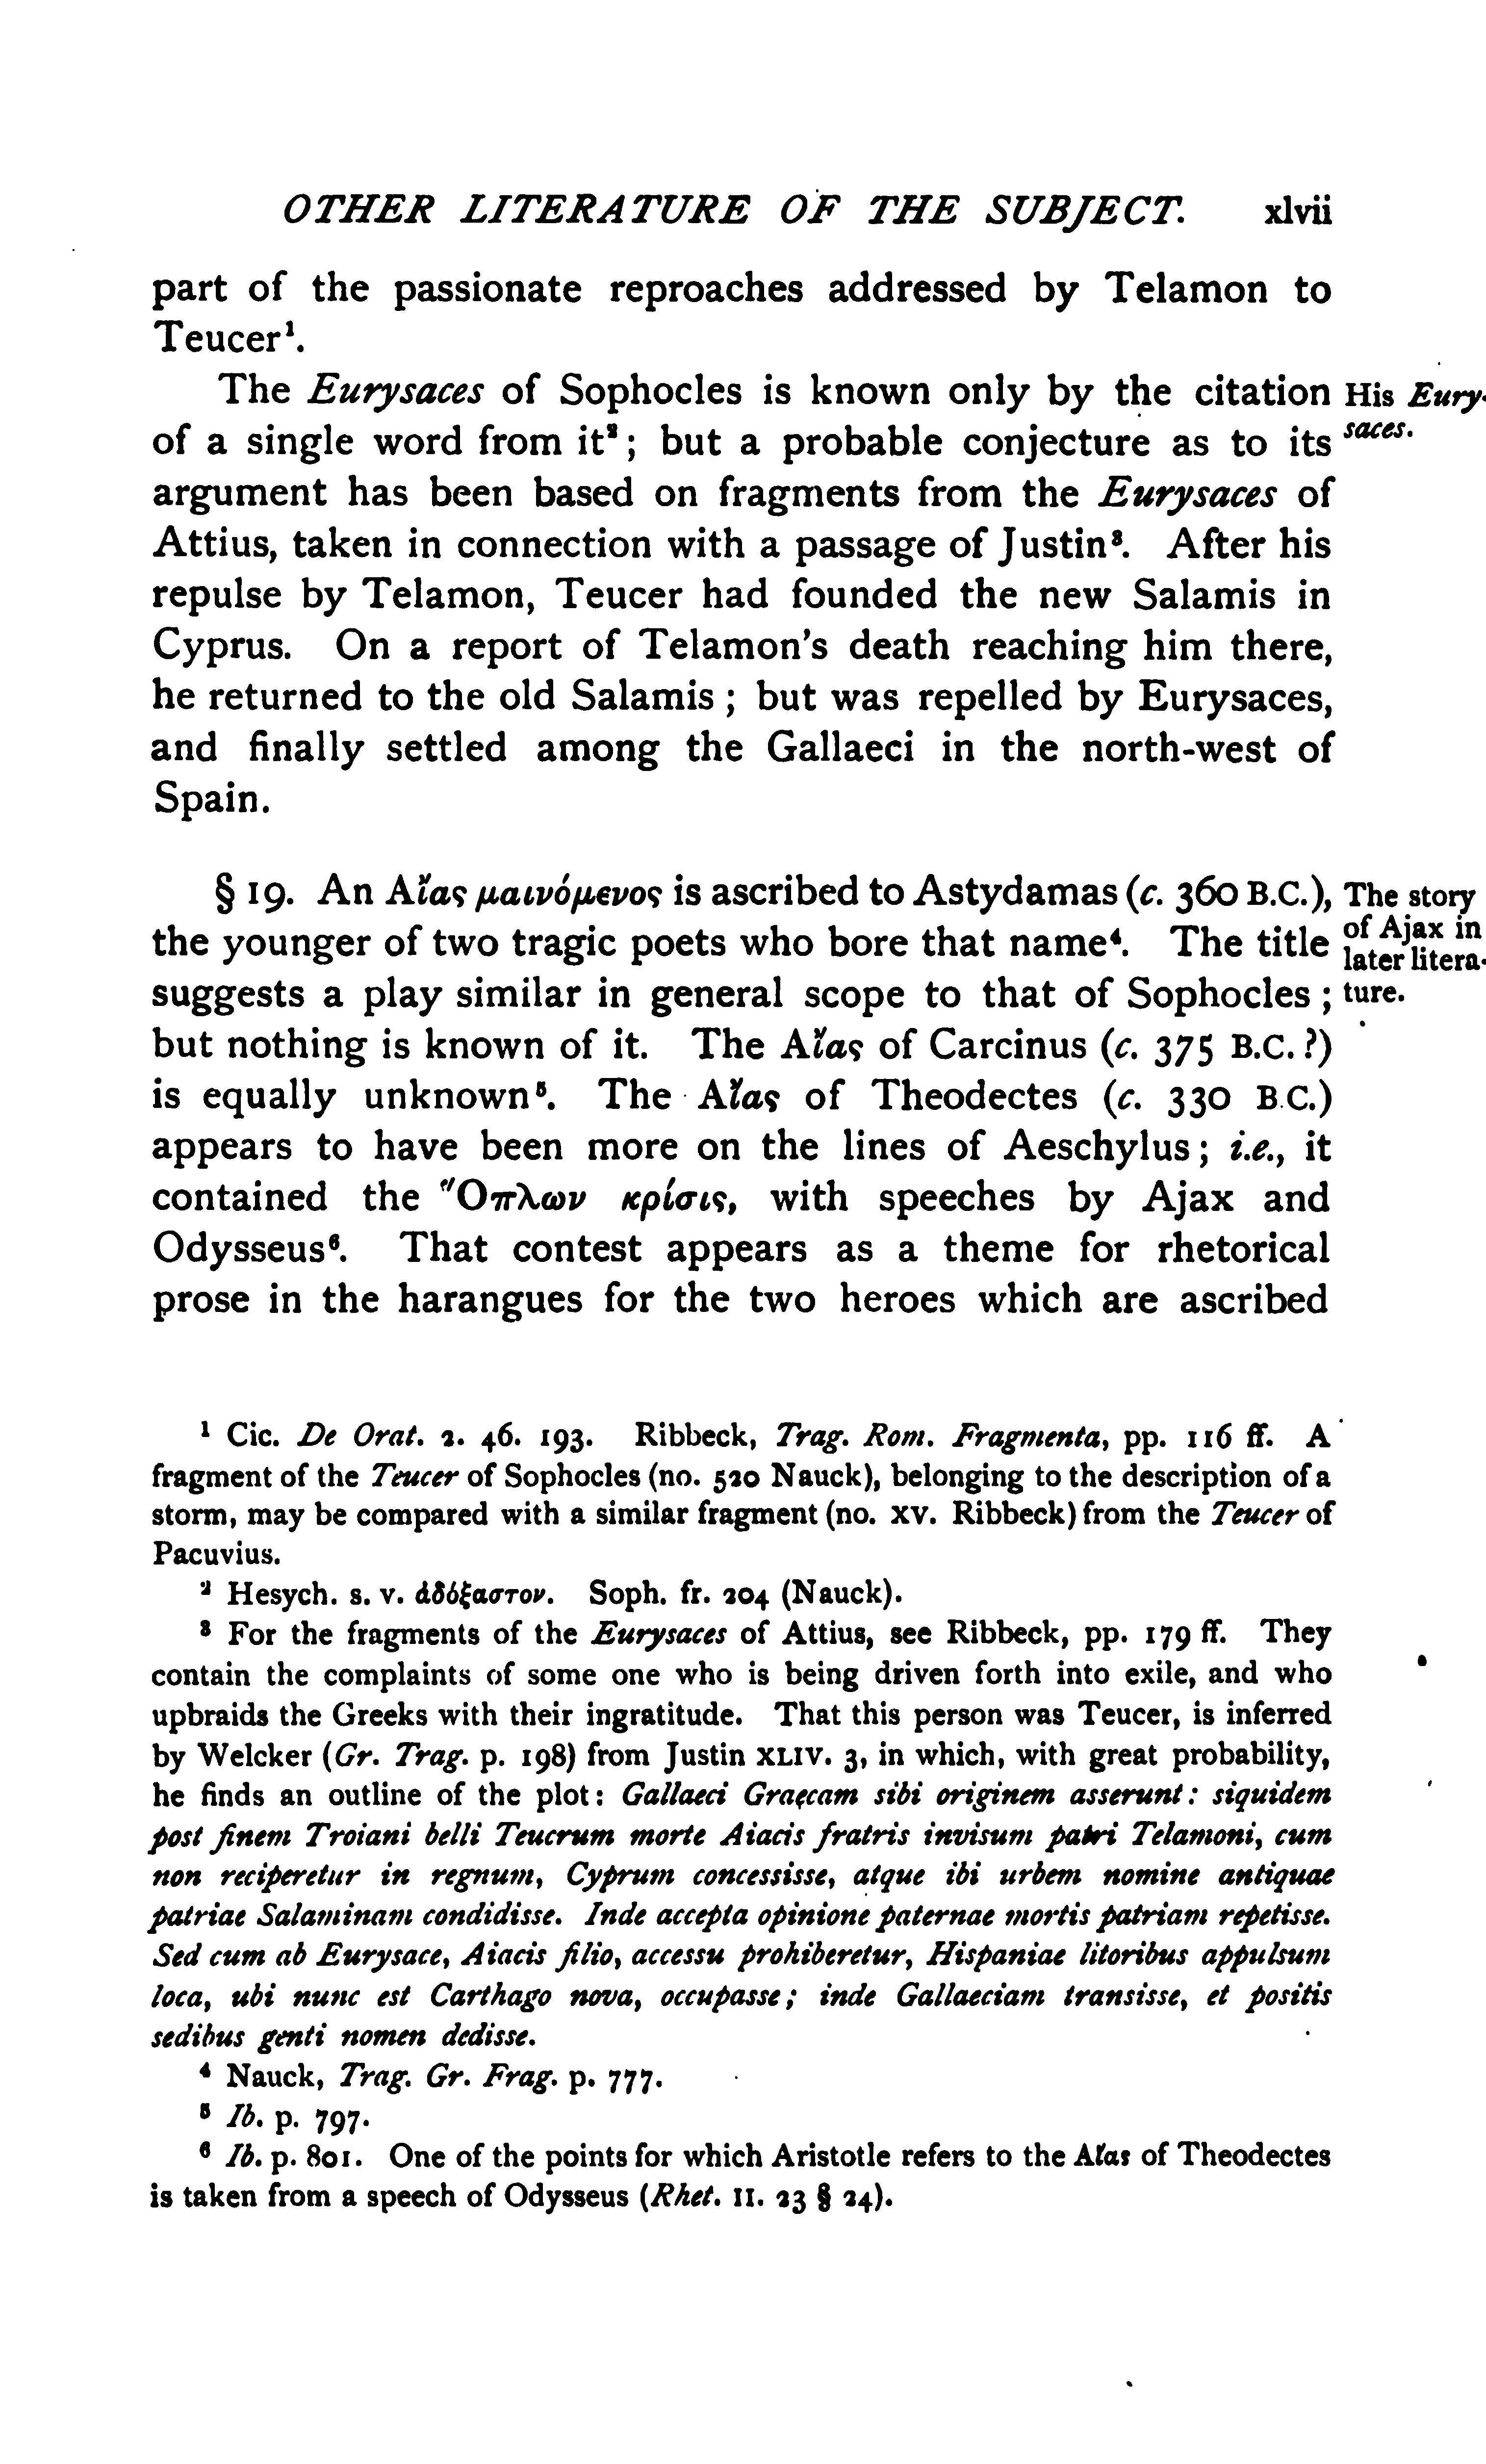 OTHER LITERATURE OF THE SUBJECT. xlvii
part of the passionate reproaches addressed by Telamon to
Teucer¹.
The Eurysaces of Sophocles is known only by the citation
of a single word from it²; but a probable conjecture as to its
argument has been based on fragments from the Eurysaces of
Attius, taken in connection with a passage of Justin³. After his
repulse by Telamon, Teucer had founded the new Salamis in
Cyprus. On a report of Telamon's death reaching him there,
he returned to the old Salamis; but was repelled by Eurysaces,
and finally settled among the Gallaeci in the north-west of
Spain.
His Eury-
saces.
§ 19. An Αἴας μαινόμενος is ascribed to Astydamas (c. 360 B.C.),
the younger of two tragic poets who bore that name⁴. The title
suggests a play similar in general scope to that of Sophocles;
but nothing is known of it. The Αἴας of Carcinus (c. 375 B.C.?)
is equally unknown⁵. The Αἴας of Theodectes (c. 330 B.C.)
appears to have been more on the lines of Aeschylus; i.e., it
contained the Ὅπλων κρίσις, with speeches by Ajax and
Odysseus⁶. That contest appears as a theme for rhetorical
prose in the harangues for the two heroes which are ascribed
The story
of Ajax in
later litera-
ture.
¹ Cic. De Orat. 2. 46. 193. Ribbeck, Trag. Rom. Fragmenta, pp. 116 ff. A
fragment of the Teucer of Sophocles (no. 520 Nauck), belonging to the description of a
storm, may be compared with a similar fragment (no. XV. Ribbeck) from the Teucer of
Pacuvius.
² Hesych. s. v. ἀδόξαστον. Soph. fr. 204 (Nauck).
³ For the fragments of the Eurysaces of Attius, see Ribbeck, pp. 179 ff. They
contain the complaints of some one who is being driven forth into exile, and who
upbraids the Greeks with their ingratitude. That this person was Teucer, is inferred
by Welcker (Gr. Trag. p. 198) from Justin XLIV. 3, in which, with great probability,
he finds an outline of the plot: Gallaeci Graecam sibi originem asserunt: siquidem
post finem Troiani belli Teucrum morte Aiacis fratris invisum patri Telamoni, cum
non reciperetur in regnum, Cyprum concessisse, atque ibi urbem nomine antiquae
patriae Salaminam condidisse. Inde accepta opinione paternae mortis patriam repetisse.
Sed cum ab Eurysace, Aiacis filio, accessu prohiberetur, Hispaniae litoribus appulsum
loca, ubi nunc est Carthago nova, occupasse; inde Gallaeciam transisse, et positis
sedibus genti nomen dedisse.
⁴ Nauck, Trag. Gr. Frag. p. 777.
⁵ Ib. p. 797.
⁶ Ib. p. 801. One of the points for which Aristotle refers to the Αἴας of Theodectes
is taken from a speech of Odysseus (Rhet. II. 23 § 24).